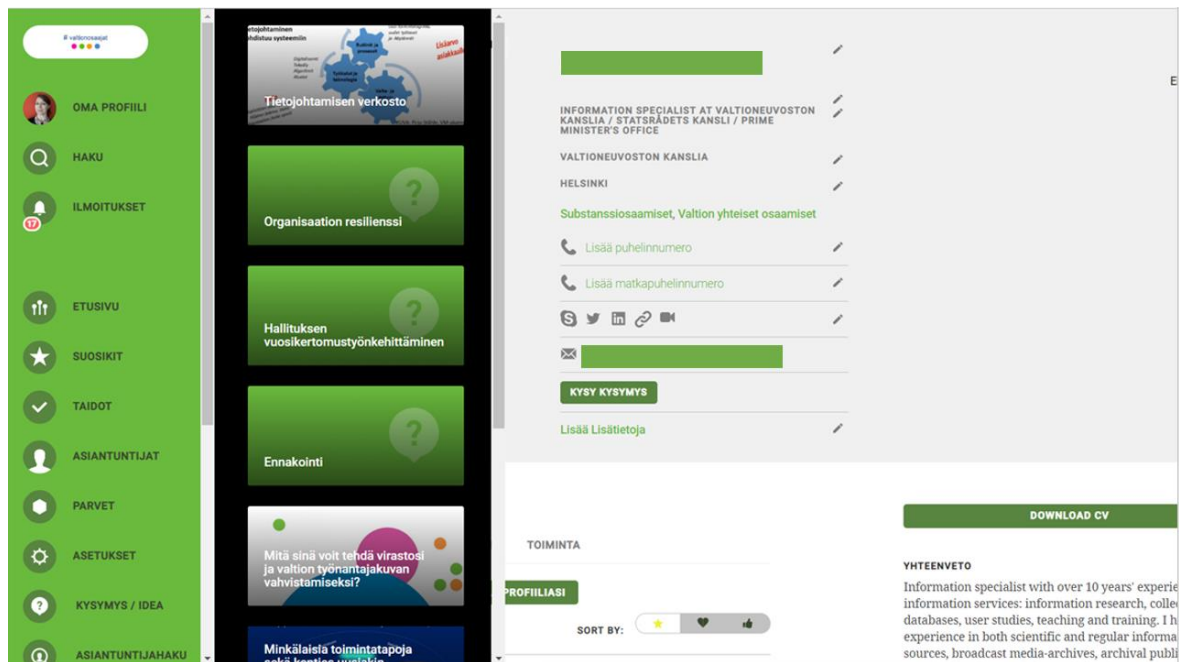 # valtionosaajat
OMA PROFIILI
HAKU
ILMOITUKSET
17
ETUSIVU
SUOSIKIT
TAIDOT
ASIANTUNTIJAT
PARVET
ASETUKSET
KYSYMYS / IDEA
ASIANTUNTIJAHAKU
Lisäarvo
Tietojohtamisen verkosto
Organisaation resilienssi
Hallituksen
vuosikertomustyönkehittäminen
Ennakointi
Mitä sinä voit tehdä virastosi
ja valtion työnantajakuvan
vahvistamiseksi?
Minkälaisla toimintatapoja
INFORMATION SPECIALIST AT VALTIONEUVOSTON
KANSLIA / STATSRÅDETS KANSLI / PRIME
MINISTER'S OFFICE
VALTIONEUVOSTON KANSLIA
HELSINKI
Substanssiosaamiset, Valtion yhteiset osaamiset
Lisää puhelinnumero
Lisää matkapuhelinnumero
KYSY KYSYMYS
Lisää Lisätietoja
E
TOIMINTA
PROFIILIASI
SORT BY:
DOWNLOAD CV
YHTEENVETO
Information specialist with over 10 years' experie
information services: information research, colle
databases, user studies, teaching and training. I h
experience in both scientific and regular informa
sources, broadcast media-archives, archival publi